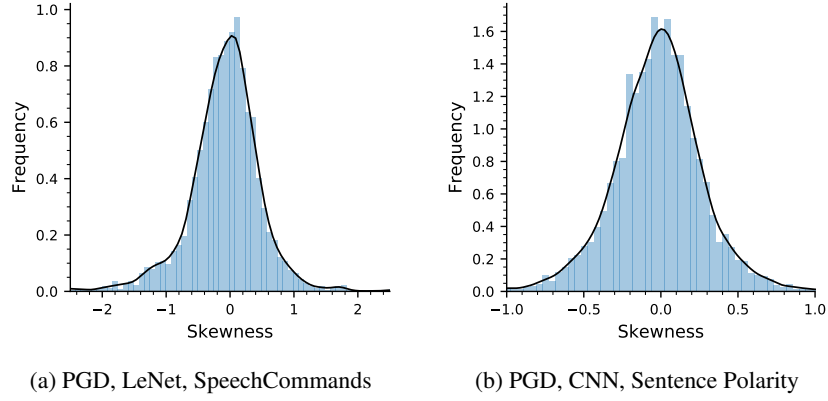 1.0
0.8
0.6
0.4
0.2
0.0
Frequency
−2 −1 0 1 2
Skewness
(a) PGD, LeNet, SpeechCommands
1.6
1.4
1.2
1.0
0.8
0.6
0.4
0.2
0.0
Frequency
−1.0 −0.5 0.0 0.5 1.0
Skewness
(b) PGD, CNN, Sentence Polarity